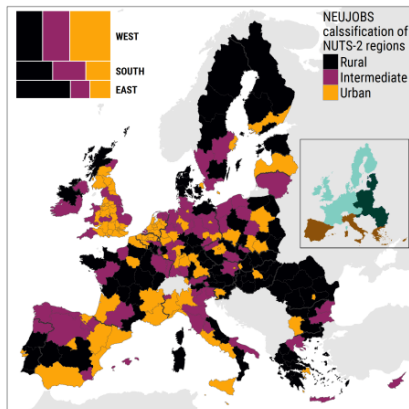 WEST
SOUTH
EAST
NEUJOBS
calssification of
NUTS-2 regions
Rural
Intermediate
Urban